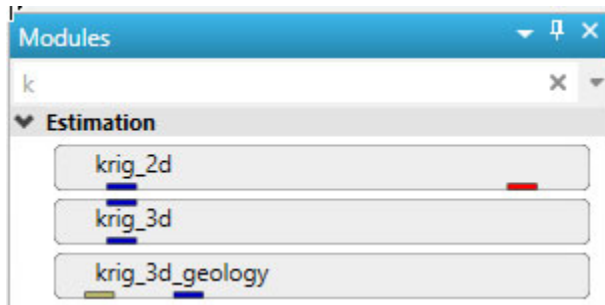 Modules
k
Estimation
krig_2d
krig_3d
krig_3d_geology